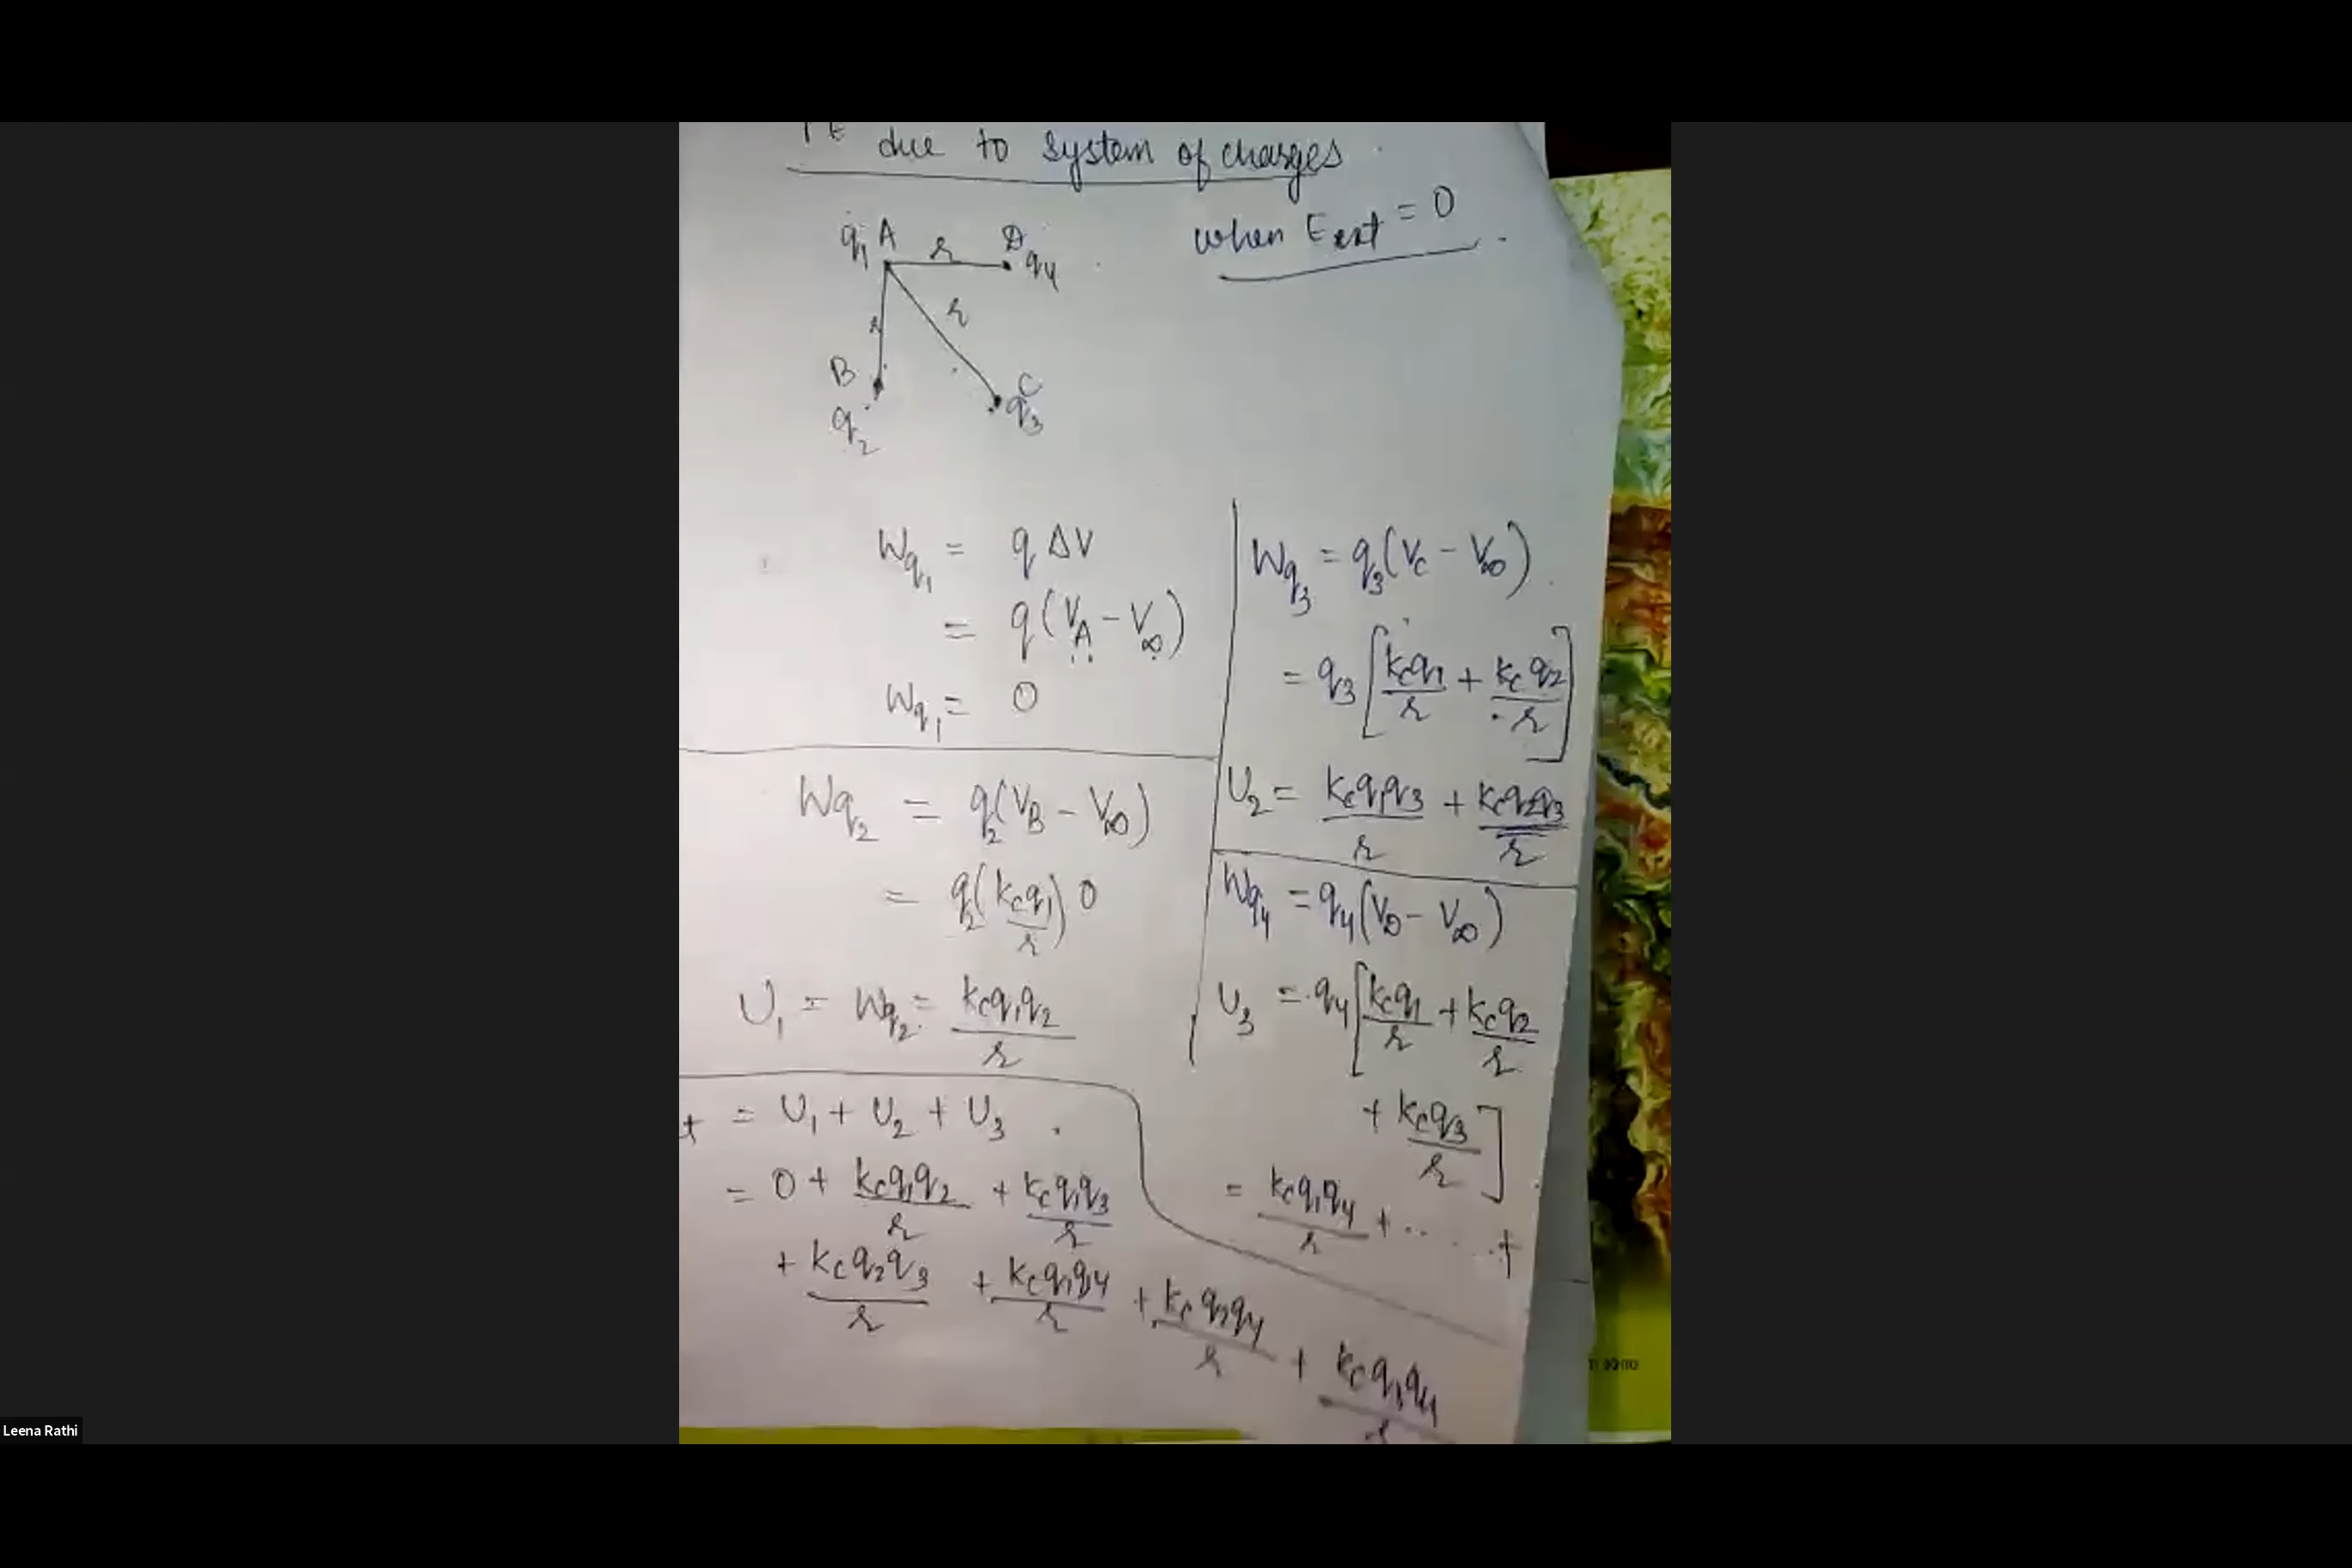 PE due to system of charges
when Eext = 0
q1 A r D q4
r
r
B
q2
C
q3
Wq1 = q ΔV
= q (VA - V∞)
Wq1 = 0
Wq2 = q2 (VB - V∞)
= q2 (kcq1/r) 0
U1 = Wq2 = kcq1q2/r
Wq3 = q3 (Vc - V∞)
= q3 [kcq1/r + kcq2/r]
U2 = kcq1q3/r + kcq2q3/r
Wq4 = q4 (VD - V∞)
U3 = q4 [kcq1/r + kcq2/r
+ kcq3/r]
= kcq1q4/r + ..... +
t = U1 + U2 + U3
= 0 + kcq1q2/r + kcq1q3/r
+ kcq2q3/r + kcq1q4/r + kcq2q4/r + kcq3q4/r
Leena Rathi